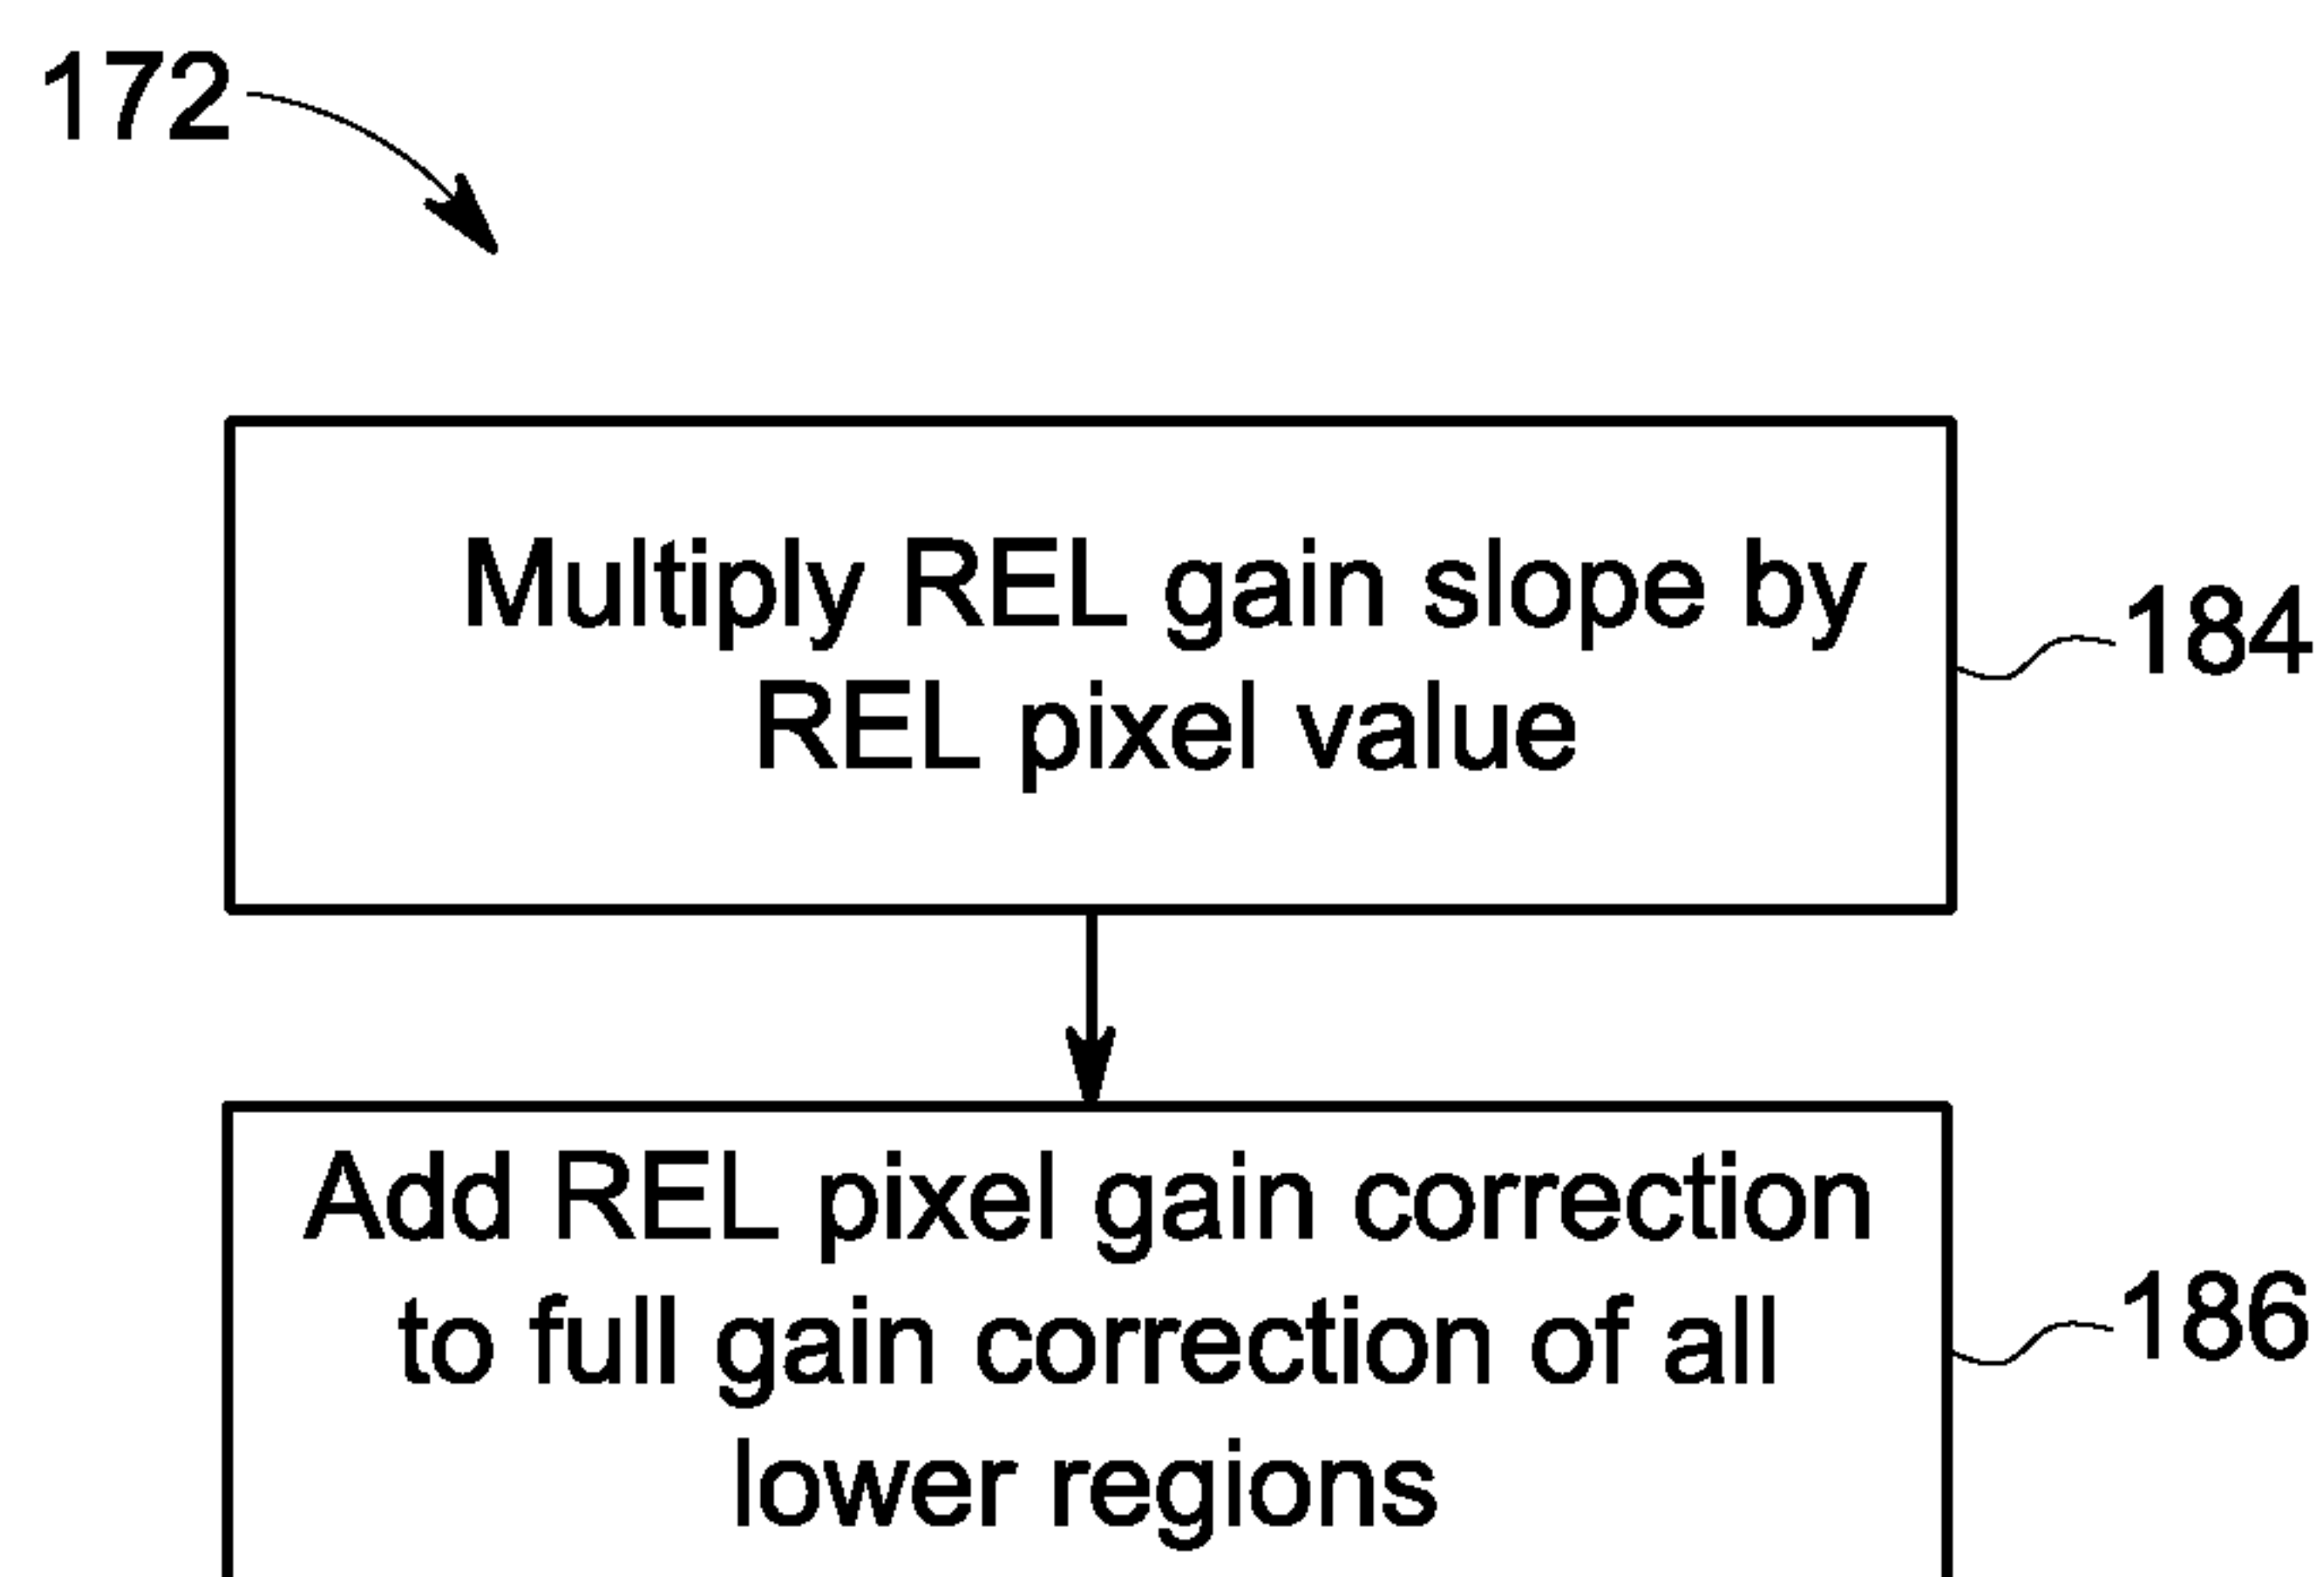 172
Multiply REL gain slope by
REL pixel value
184
Add REL pixel gain correction
to full gain correction of all
lower regions
186